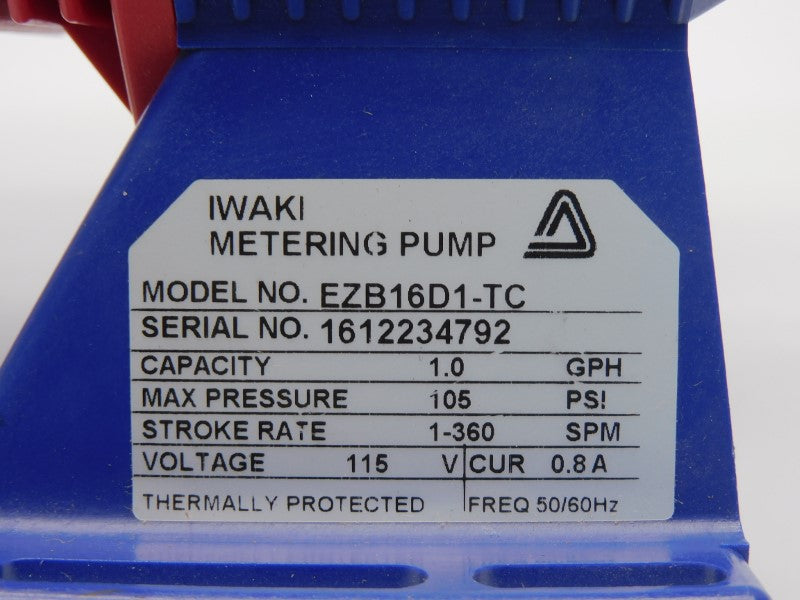 IWAKI
METERING PUMP
MODEL NO. EZB16D1-TC
SERIAL NO. 1612234792
CAPACITY 1.0 GPH
MAX PRESSURE 105 PSI
STROKE RATE 1-360 SPM
VOLTAGE 115 V CUR 0.8 A
THERMALLY PROTECTED FREQ 50/60Hz